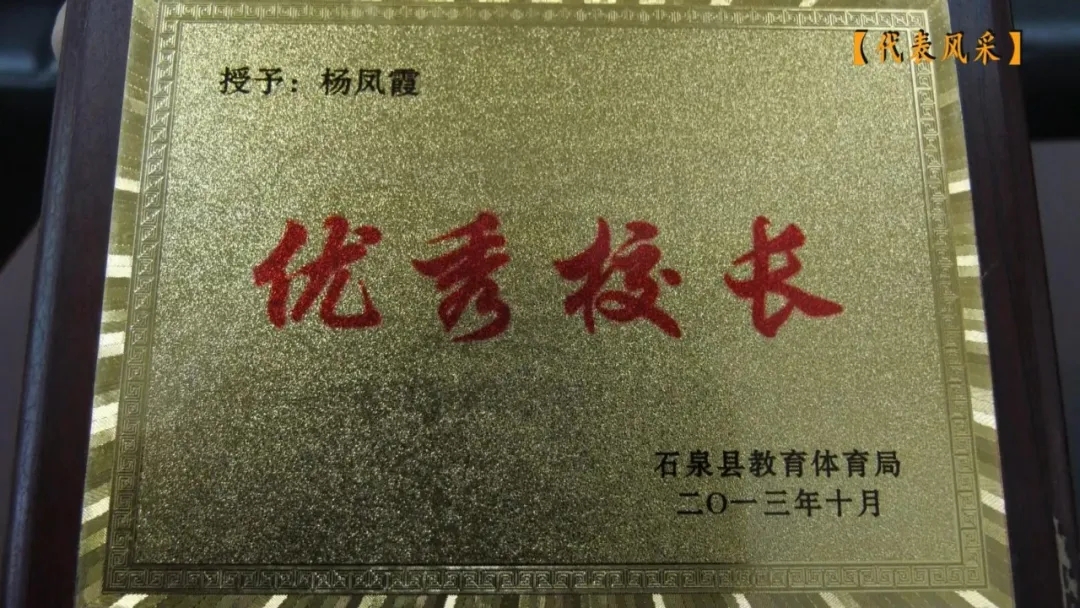 【代表风采】
授予：杨凤霞
优秀校长
石泉县教育体育局
二〇一三年十月